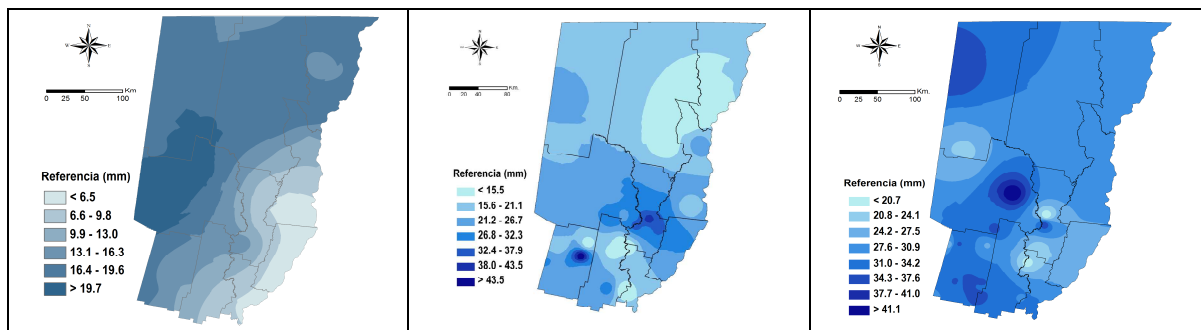 N
W E
S
Km
0 25 50 100
Referencia (mm)
< 6.5
6.6 - 9.8
9.9 - 13.0
13.1 - 16.3
16.4 - 19.6
> 19.7
N
W E
S
Km.
0 20 40 80
Referencia (mm)
< 15.5
15.6 - 21.1
21.2 - 26.7
26.8 - 32.3
32.4 - 37.9
38.0 - 43.5
> 43.5
N
W E
S
Km.
0 25 50 100
Referencia (mm)
< 20.7
20.8 - 24.1
24.2 - 27.5
27.6 - 30.9
31.0 - 34.2
34.3 - 37.6
37.7 - 41.0
> 41.1